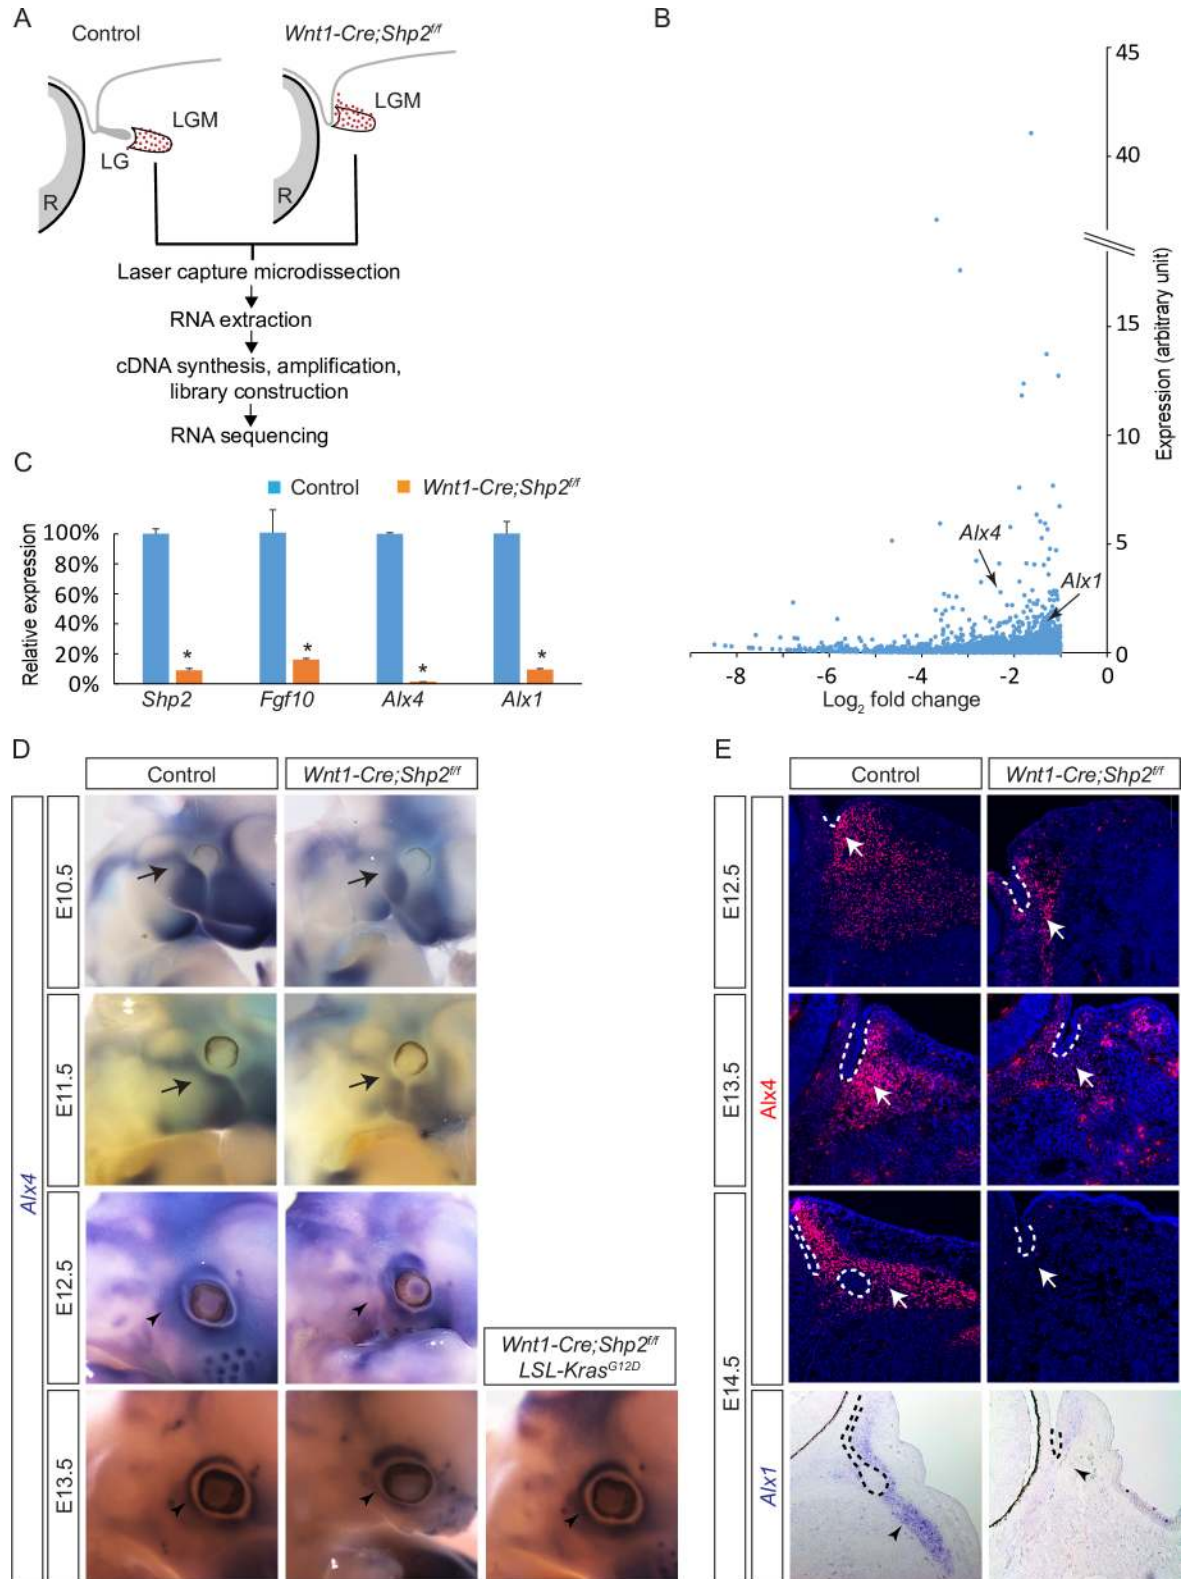 A
Control
Wnt1-Cre;Shp2f/f
LGM
LGM
LG
R
R
Laser capture microdissection
RNA extraction
cDNA synthesis, amplification,
library construction
RNA sequencing
B
45
40
15
10
5
0
Expression (arbitrary unit)
Alx4
Alx1
-8
-6
-4
-2
0
Log2 fold change
C
Control
Wnt1-Cre;Shp2f/f
Relative expression
100%
80%
60%
40%
20%
0%
*
*
*
*
Shp2
Fgf10
Alx4
Alx1
D
Control
Wnt1-Cre;Shp2f/f
Alx4
E10.5
E11.5
E12.5
E13.5
Wnt1-Cre;Shp2f/f
LSL-KrasG12D
E
Control
Wnt1-Cre;Shp2f/f
E12.5
E13.5
E14.5
Alx4
Alx1